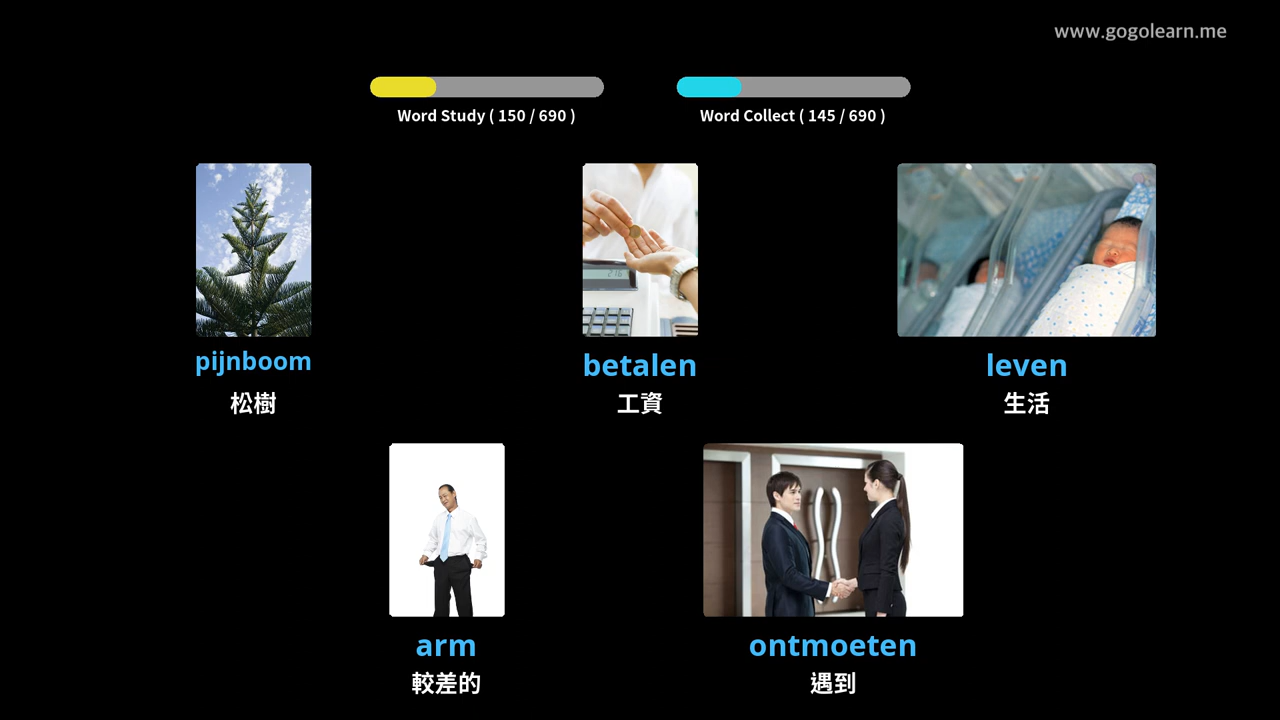 www.gogolearn.me
Word Study ( 150 / 690 )
Word Collect ( 145 / 690 )
pijnboom
松樹
betalen
工資
leven
生活
arm
較差的
ontmoeten
遇到